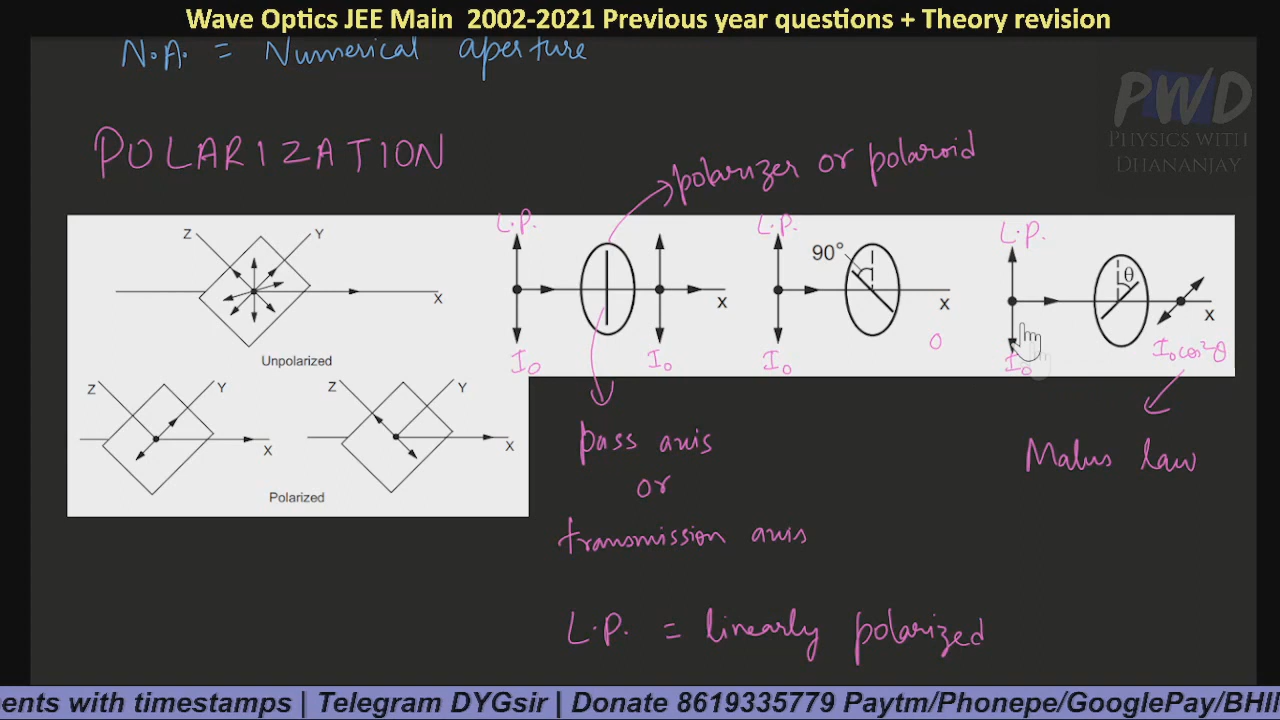 Wave Optics JEE Main 2002-2021 Previous year questions + Theory revision
N.A. = Numerical aperture
PWD
PHYSICS WITH
DHANANJAY
POLARIZATION
polarizer or polaroid
Z Y
X
Unpolarized
Z Y
X
Z Y
X
Polarized
L.P.
X
I₀ I₀
L.P.
90°
X
I₀ 0
L.P.
θ
X
I₀ I₀cos²θ
pass axis
or
transmission axis
Malus law
L.P. = linearly polarized
ents with timestamps | Telegram DYGsir | Donate 8619335779 Paytm/Phonepe/GooglePay/BHI